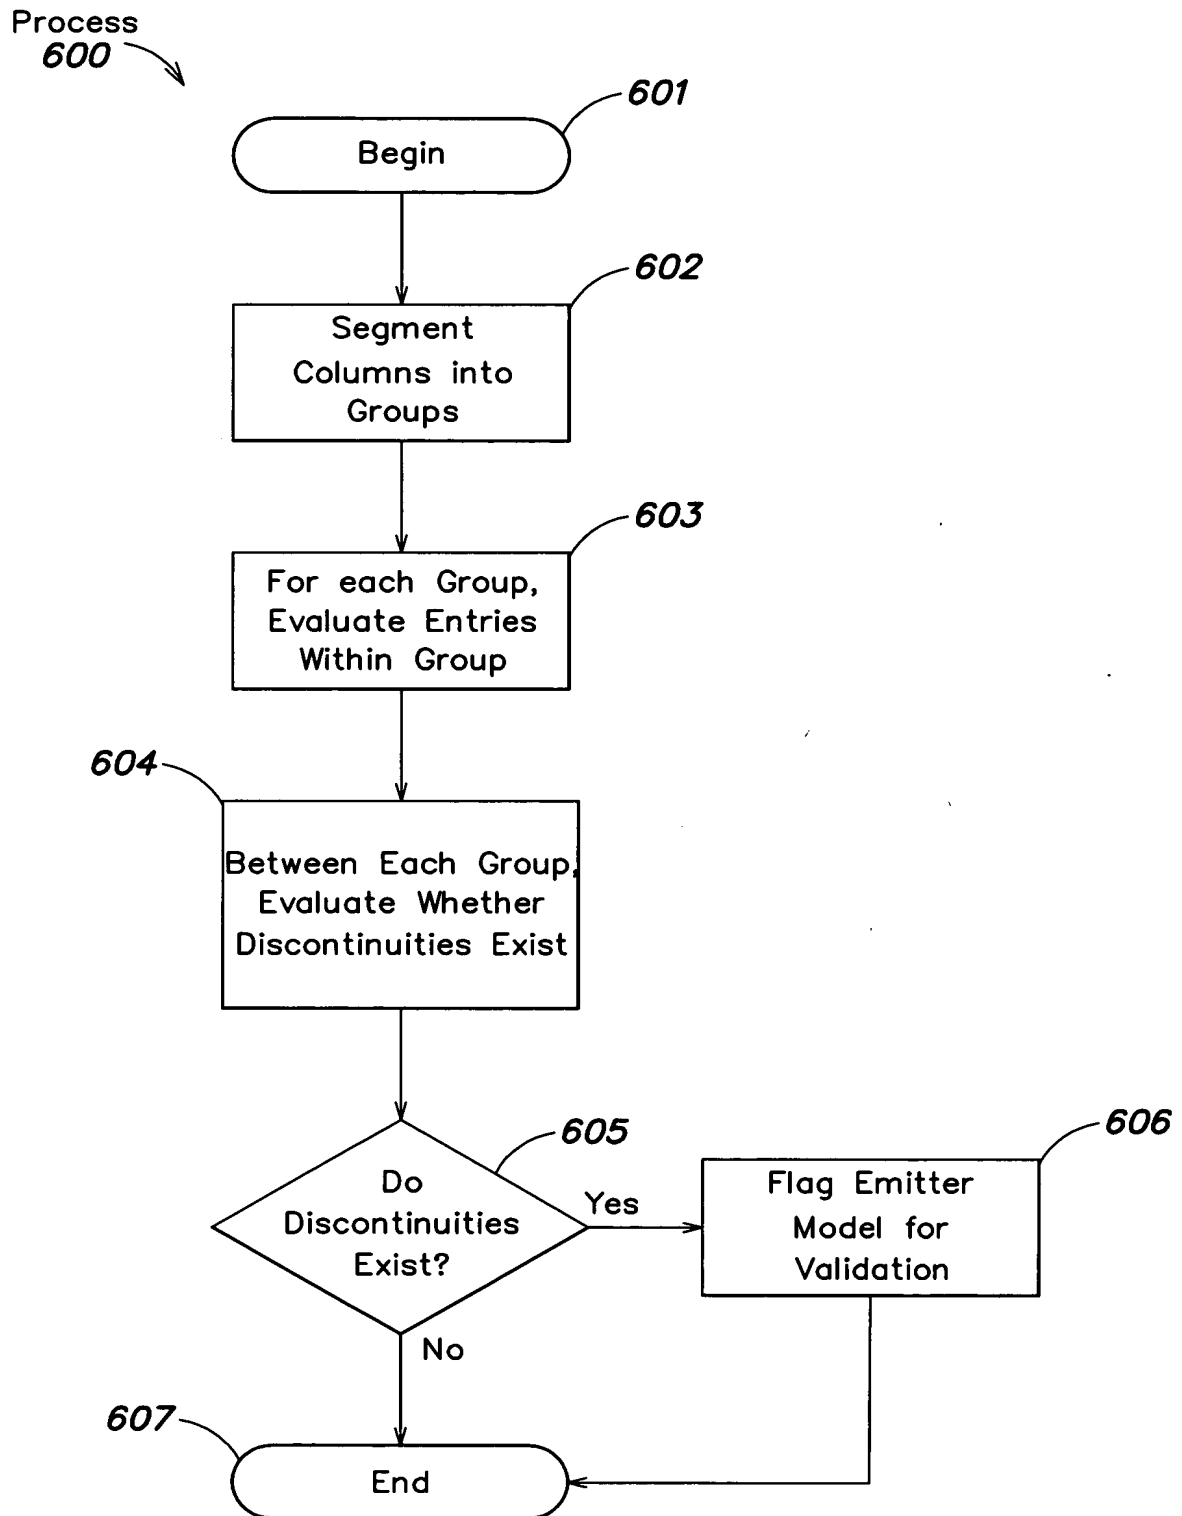 Process
600
601
Begin
602
Segment
Columns into
Groups
603
For each Group,
Evaluate Entries
Within Group
604
Between Each Group,
Evaluate Whether
Discontinuities Exist
605
Do
Discontinuities
Exist?
Yes
606
Flag Emitter
Model for
Validation
No
607
End